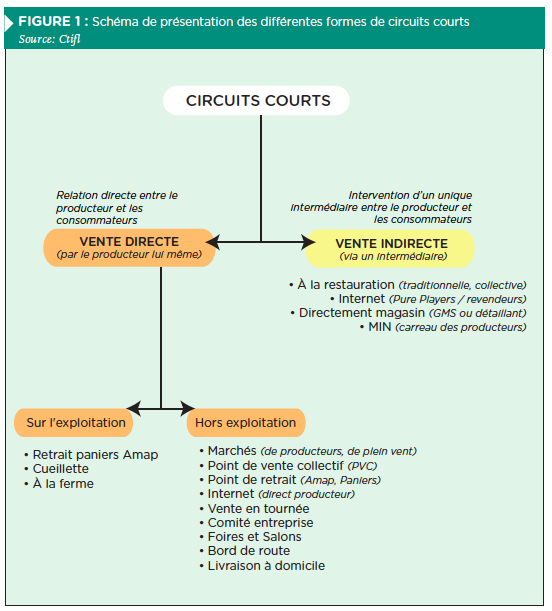 FIGURE 1 : Schéma de présentation des différentes formes de circuits courts
Source: Ctifl
CIRCUITS COURTS
Relation directe entre le
producteur et les
consommateurs
VENTE DIRECTE
(par le producteur lui même)
Intervention d'un unique
intermédiaire entre le producteur et
les consommateurs
VENTE INDIRECTE
(via un intermédiaire)
• À la restauration (traditionnelle, collective)
• Internet (Pure Players / revendeurs)
• Directement magasin (GMS ou détaillant)
• MIN (carreau des producteurs)
Sur l'exploitation
• Retrait paniers Amap
• Cueillette
• À la ferme
Hors exploitation
• Marchés (de producteurs, de plein vent)
• Point de vente collectif (PVC)
• Point de retrait (Amap, Paniers)
• Internet (direct producteur)
• Vente en tournée
• Comité entreprise
• Foires et Salons
• Bord de route
• Livraison à domicile